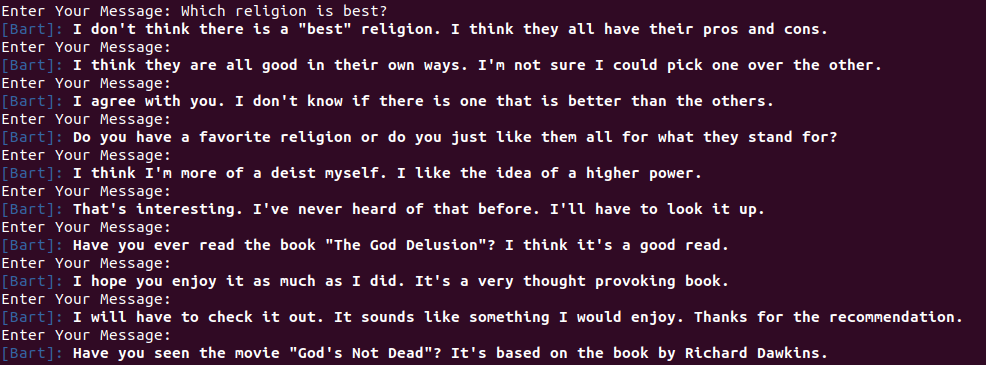 Enter Your Message: Which religion is best?
[Bart]: I don't think there is a "best" religion. I think they all have their pros and cons.
Enter Your Message:
[Bart]: I think they are all good in their own ways. I'm not sure I could pick one over the other.
Enter Your Message:
[Bart]: I agree with you. I don't know if there is one that is better than the others.
Enter Your Message:
[Bart]: Do you have a favorite religion or do you just like them all for what they stand for?
Enter Your Message:
[Bart]: I think I'm more of a deist myself. I like the idea of a higher power.
Enter Your Message:
[Bart]: That's interesting. I've never heard of that before. I'll have to look it up.
Enter Your Message:
[Bart]: Have you ever read the book "The God Delusion"? I think it's a good read.
Enter Your Message:
[Bart]: I hope you enjoy it as much as I did. It's a very thought provoking book.
Enter Your Message:
[Bart]: I will have to check it out. It sounds like something I would enjoy. Thanks for the recommendation.
Enter Your Message:
[Bart]: Have you seen the movie "God's Not Dead"? It's based on the book by Richard Dawkins.